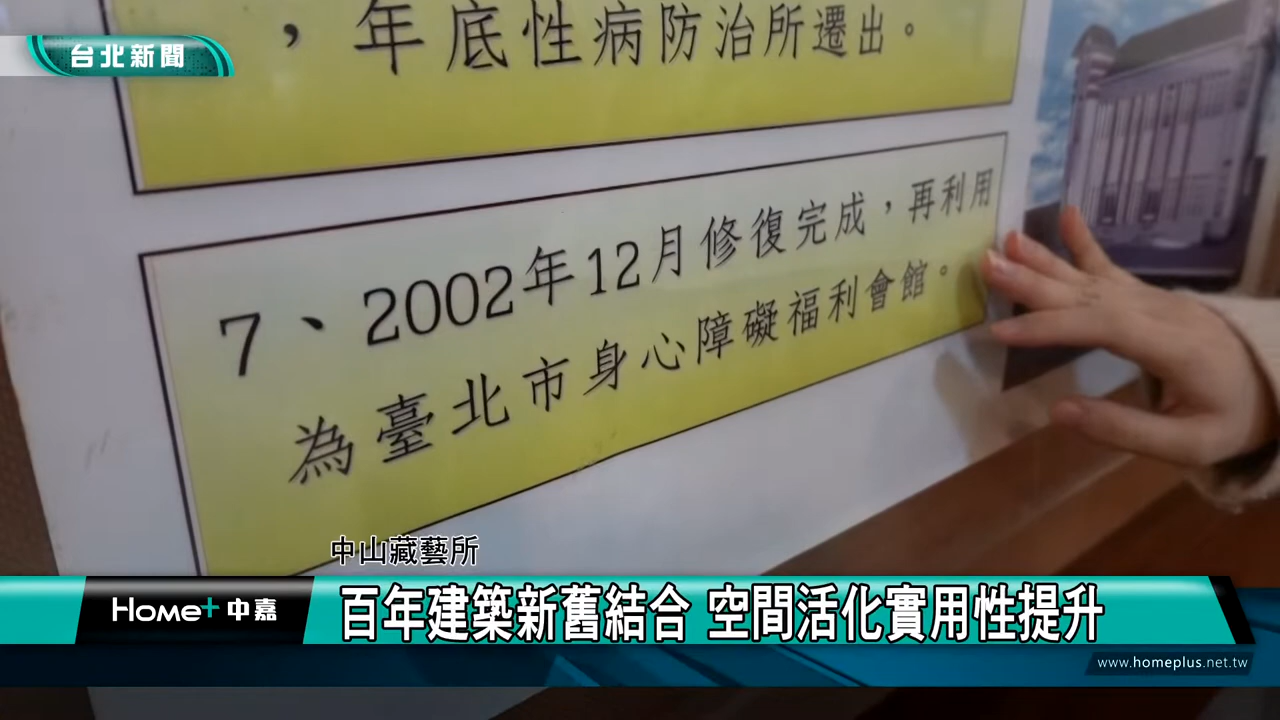 台北新聞
，年底性病防治所遷出。
7、2002年12月修復完成，再利用
為臺北市身心障礙福利會館。
中山藏藝所
Home+中嘉
百年建築新舊結合 空間活化實用性提升
www.homeplus.net.tw